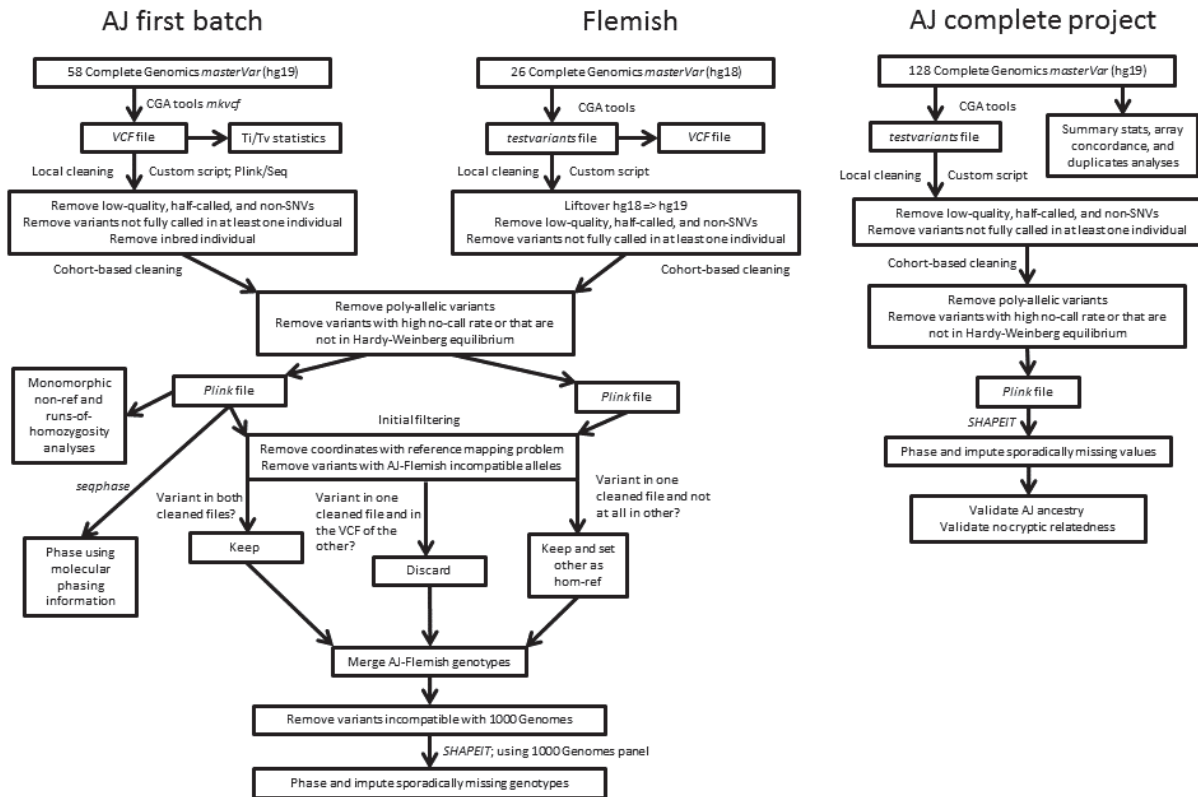 AJ first batch
Flemish
AJ complete project
58 Complete Genomics masterVar (hg19)
CGA tools mkvcf
VCF file
Ti/Tv statistics
Local cleaning
Custom script; Plink/Seq
Remove low-quality, half-called, and non-SNVs
Remove variants not fully called in at least one individual
Remove inbred individual
Cohort-based cleaning
26 Complete Genomics masterVar (hg18)
CGA tools
testvariants file
VCF file
Local cleaning
Custom script
Liftover hg18 => hg19
Remove low-quality, half-called, and non-SNVs
Remove variants not fully called in at least one individual
Cohort-based cleaning
Remove poly-allelic variants
Remove variants with high no-call rate or that are
not in Hardy-Weinberg equilibrium
Monomorphic
non-ref and
runs-of-
homozygosity
analyses
Plink file
Plink file
Initial filtering
Remove coordinates with reference mapping problem
Remove variants with AJ-Flemish incompatible alleles
seqphase
Phase using
molecular
phasing
information
Variant in both
cleaned files?
Keep
Variant in one
cleaned file and in
the VCF of the
other?
Discard
Variant in one
cleaned file and not
at all in other?
Keep and set
other as
hom-ref
Merge AJ-Flemish genotypes
Remove variants incompatible with 1000 Genomes
SHAPEIT; using 1000 Genomes panel
Phase and impute sporadically missing genotypes
128 Complete Genomics masterVar (hg19)
CGA tools
testvariants file
Summary stats, array
concordance, and
duplicates analyses
Local cleaning
Custom script
Remove low-quality, half-called, and non-SNVs
Remove variants not fully called in at least one individual
Cohort-based cleaning
Remove poly-allelic variants
Remove variants with high no-call rate or that are
not in Hardy-Weinberg equilibrium
Plink file
SHAPEIT
Phase and impute sporadically missing values
Validate AJ ancestry
Validate no cryptic relatedness